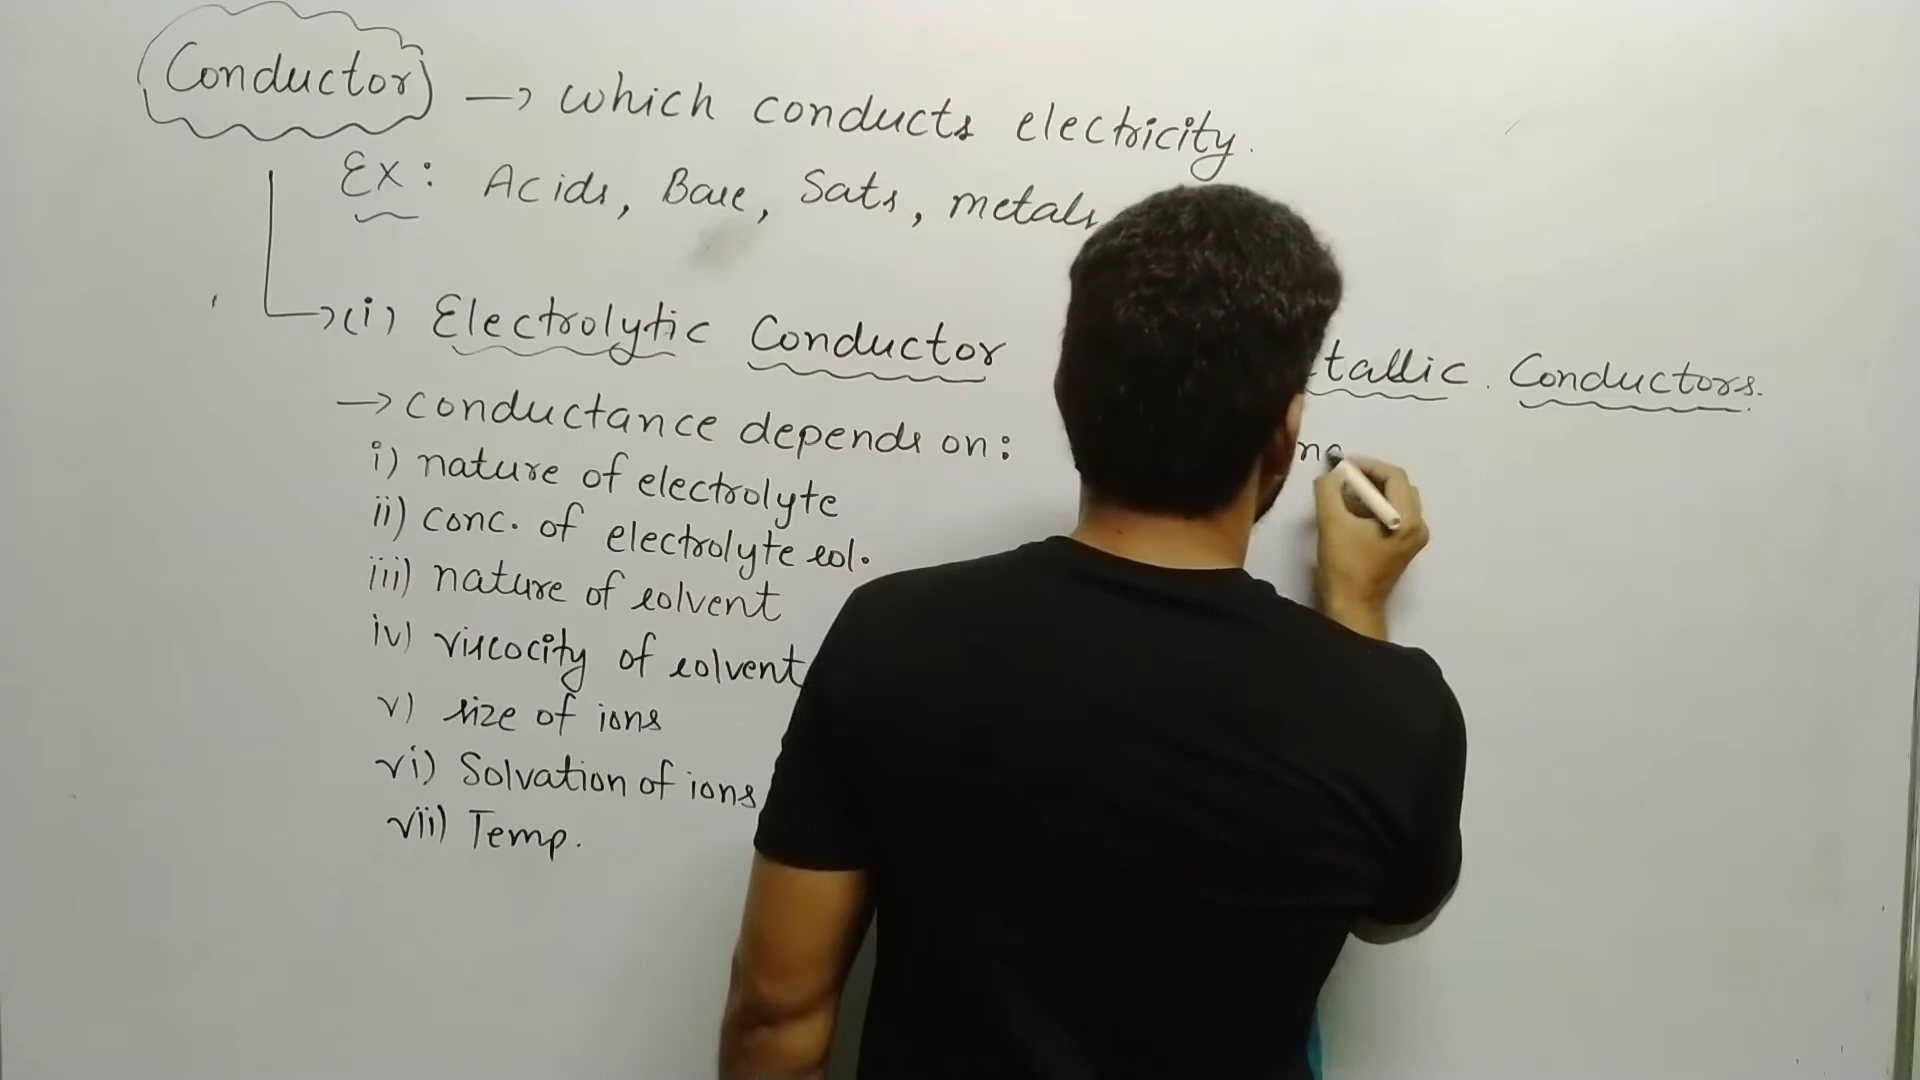 Conductor → which conducts electricity.
Ex: Acids, Base, Sats, metals
→ (i) Electrolytic Conductor tallic Conductors.
→ conductance depends on:
i) nature of electrolyte
ii) conc. of electrolyte sol.
iii) nature of solvent
iv) viscocity of solvent
v) size of ions
vi) Solvation of ions
vii) Temp.